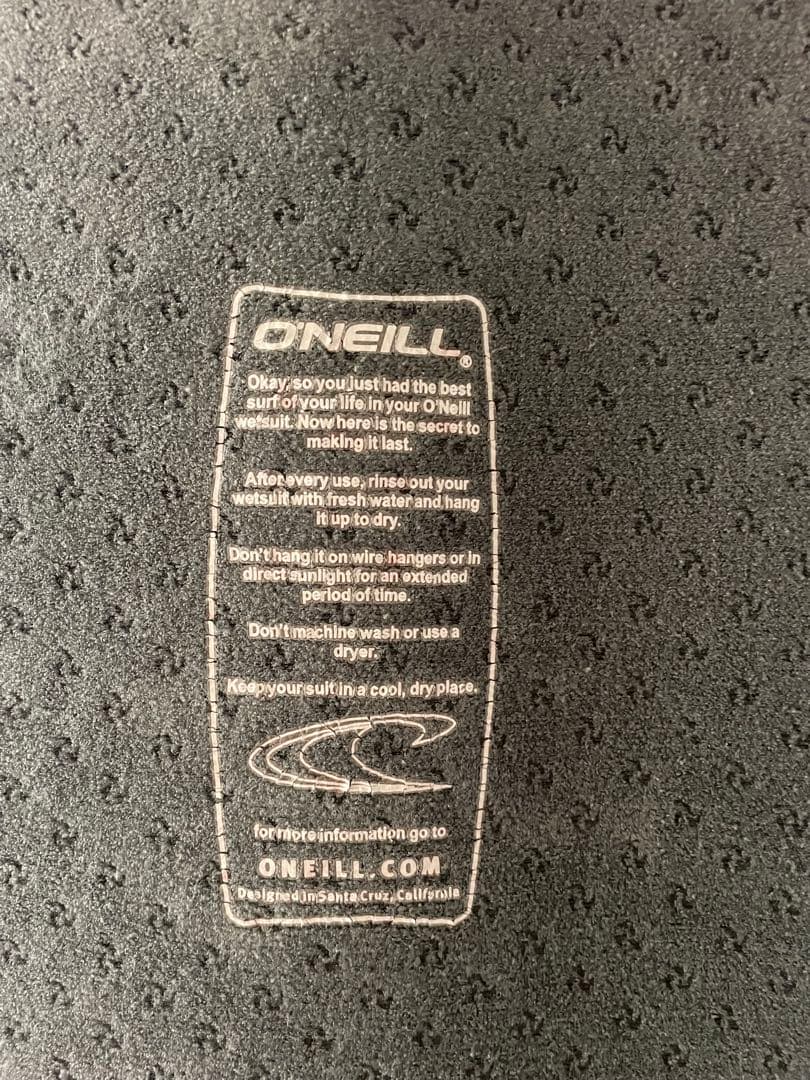 O'NEILL®
Okay, so you just had the best
surf of your life in your O'Neill
wetsuit. Now here is the secret to
making it last.
After every use, rinse out your
wetsuit with fresh water and hang
it up to dry.
Don't hang it on wire hangers or in
direct sunlight for an extended
period of time.
Don't machine wash or use a
dryer.
Keep your suit in a cool, dry place.
for more information go to
ONEILL.COM
Designed in Santa Cruz, California